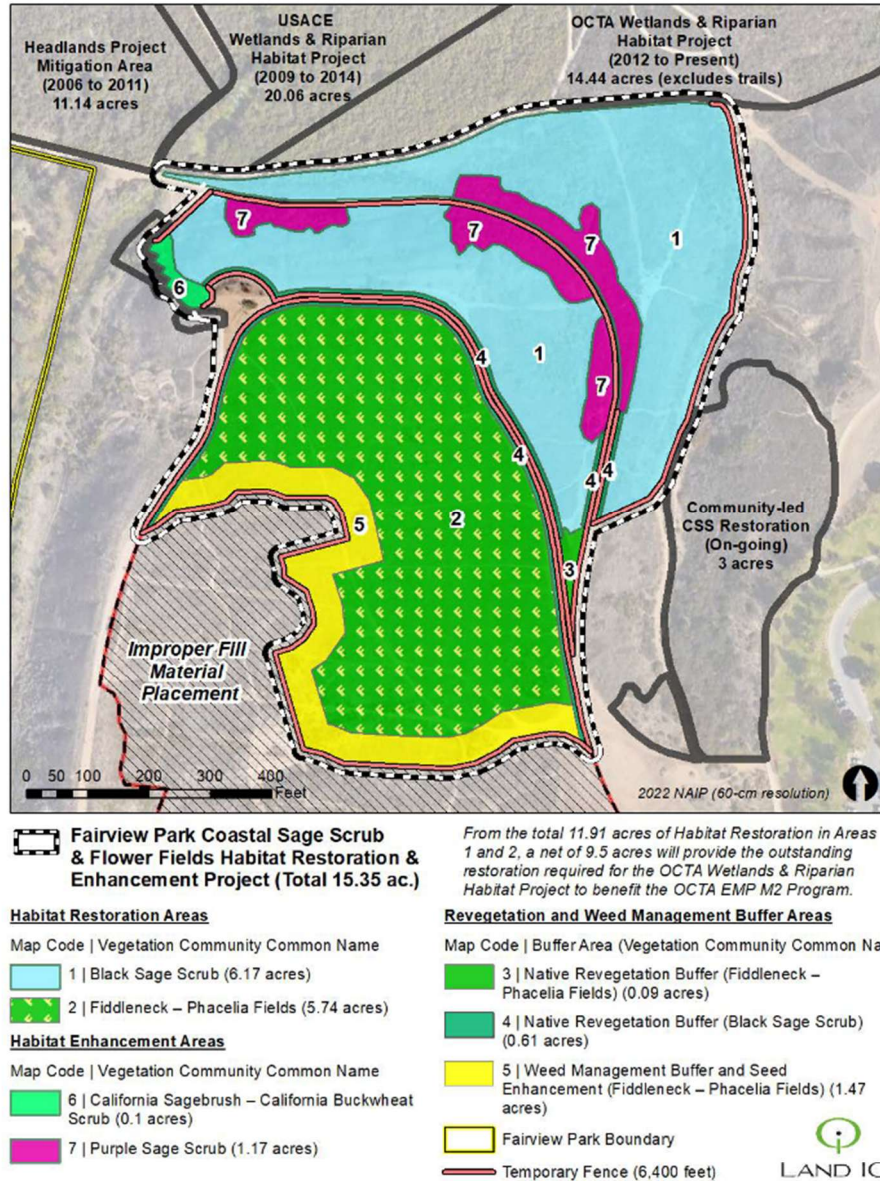 Headlands Project
Mitigation Area
(2006 to 2011)
11.14 acres
USACE
Wetlands & Riparian
Habitat Project
(2009 to 2014)
20.06 acres
OCTA Wetlands & Riparian
Habitat Project
(2012 to Present)
14.44 acres (excludes trails)
7
7
7
1
6
1
4
7
4
4
4
2
5
3
Community-led
CSS Restoration
(On-going)
3 acres
Improper Fill
Material
Placement
0 50 100 200 300 400
Feet
2022 NAIP (60-cm resolution)
Fairview Park Coastal Sage Scrub
& Flower Fields Habitat Restoration &
Enhancement Project (Total 15.35 ac.)
From the total 11.91 acres of Habitat Restoration in Areas
1 and 2, a net of 9.5 acres will provide the outstanding
restoration required for the OCTA Wetlands & Riparian
Habitat Project to benefit the OCTA EMP M2 Program.
Habitat Restoration Areas
Map Code | Vegetation Community Common Name
1 | Black Sage Scrub (6.17 acres)
2 | Fiddleneck – Phacelia Fields (5.74 acres)
Habitat Enhancement Areas
Map Code | Vegetation Community Common Name
6 | California Sagebrush – California Buckwheat
Scrub (0.1 acres)
7 | Purple Sage Scrub (1.17 acres)
Revegetation and Weed Management Buffer Areas
Map Code | Buffer Area (Vegetation Community Common Na
3 | Native Revegetation Buffer (Fiddleneck –
Phacelia Fields) (0.09 acres)
4 | Native Revegetation Buffer (Black Sage Scrub)
(0.61 acres)
5 | Weed Management Buffer and Seed
Enhancement (Fiddleneck – Phacelia Fields) (1.47
acres)
Fairview Park Boundary
Temporary Fence (6,400 feet)
LAND IQ